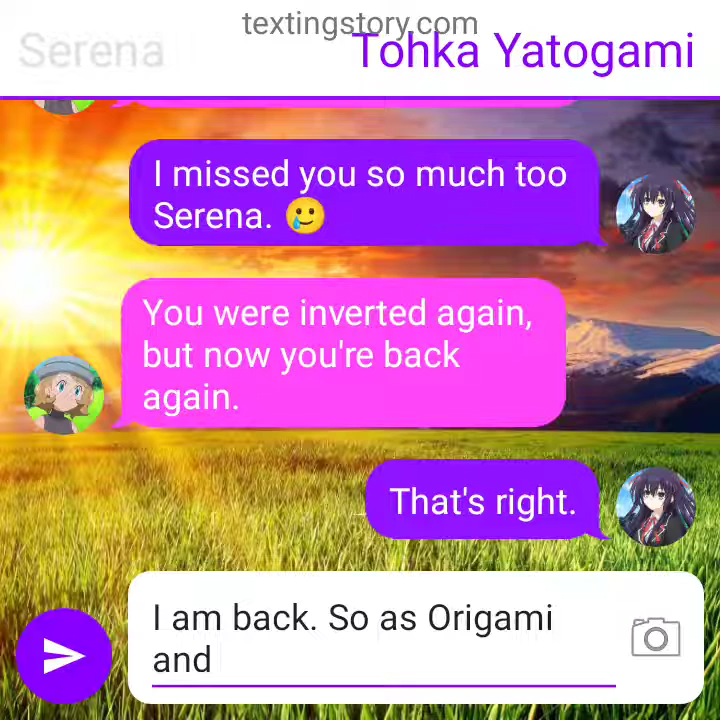 textingstory.com
Serena
Tohka Yatogami
I missed you so much too
Serena. 🥲
You were inverted again,
but now you're back
again.
That's right.
I am back. So as Origami
and